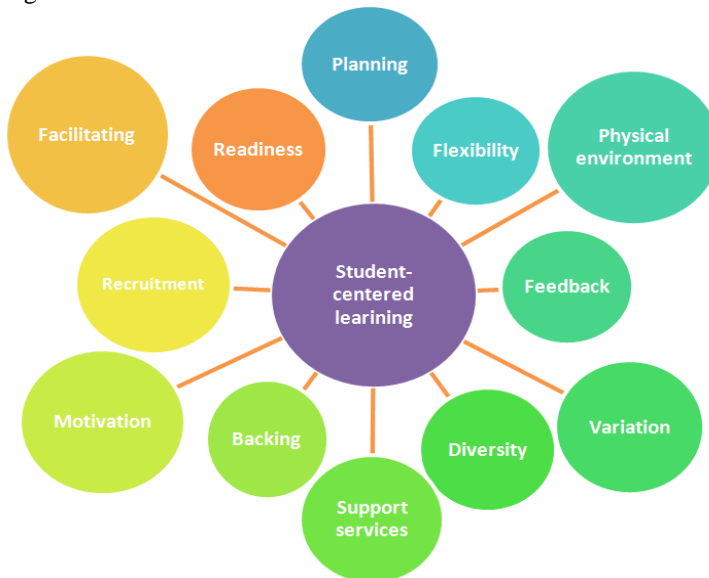 Planning
Facilitating
Readiness
Flexibility
Physical
environment
Student-
centered
learining
Recruitment
Feedback
Motivation
Backing
Diversity
Variation
Support
services